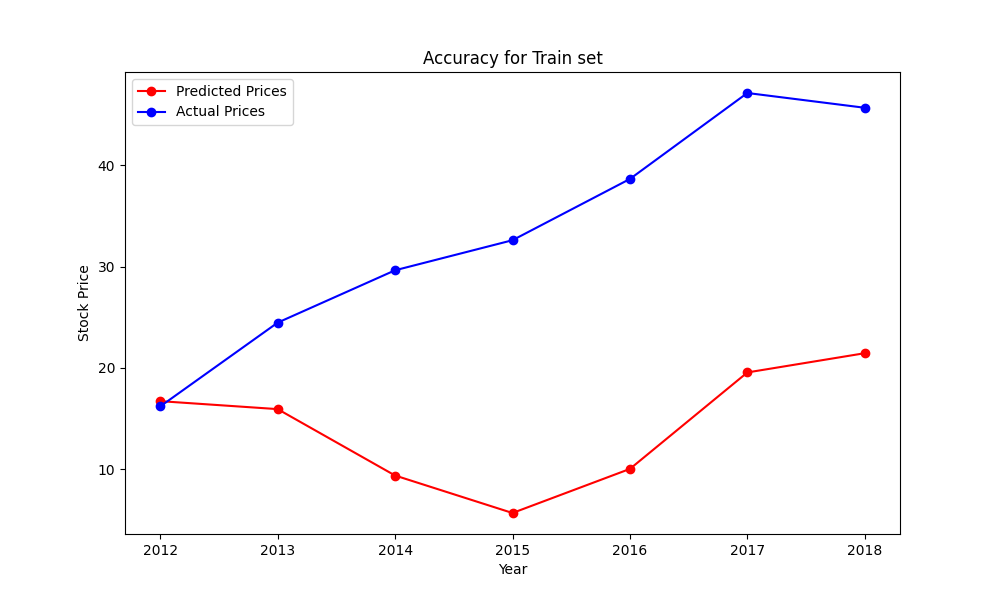 Accuracy for Train set
Predicted Prices
Actual Prices
40
30
20
10
Stock Price
2012 2013 2014 2015 2016 2017 2018
Year